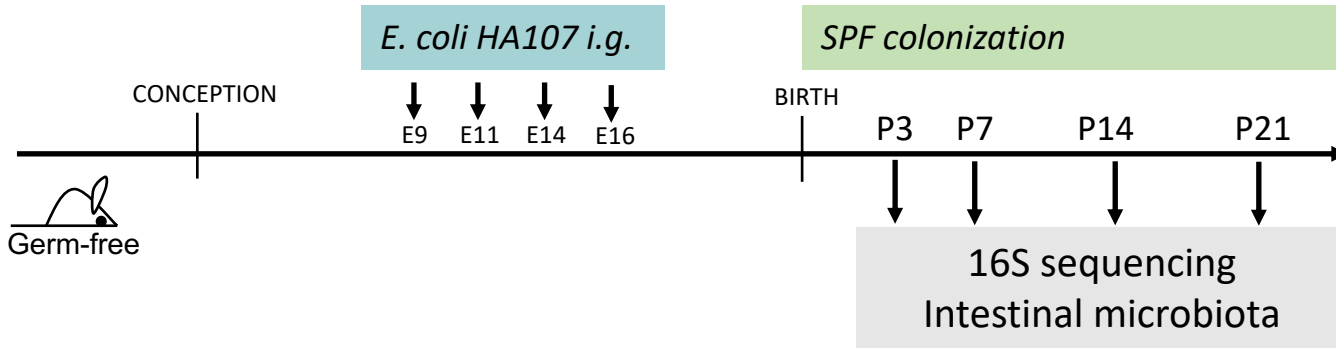 E. coli HA107 i.g.
SPF colonization
CONCEPTION
BIRTH
E9 E11 E14 E16
P3 P7 P14 P21
Germ-free
16S sequencing
Intestinal microbiota